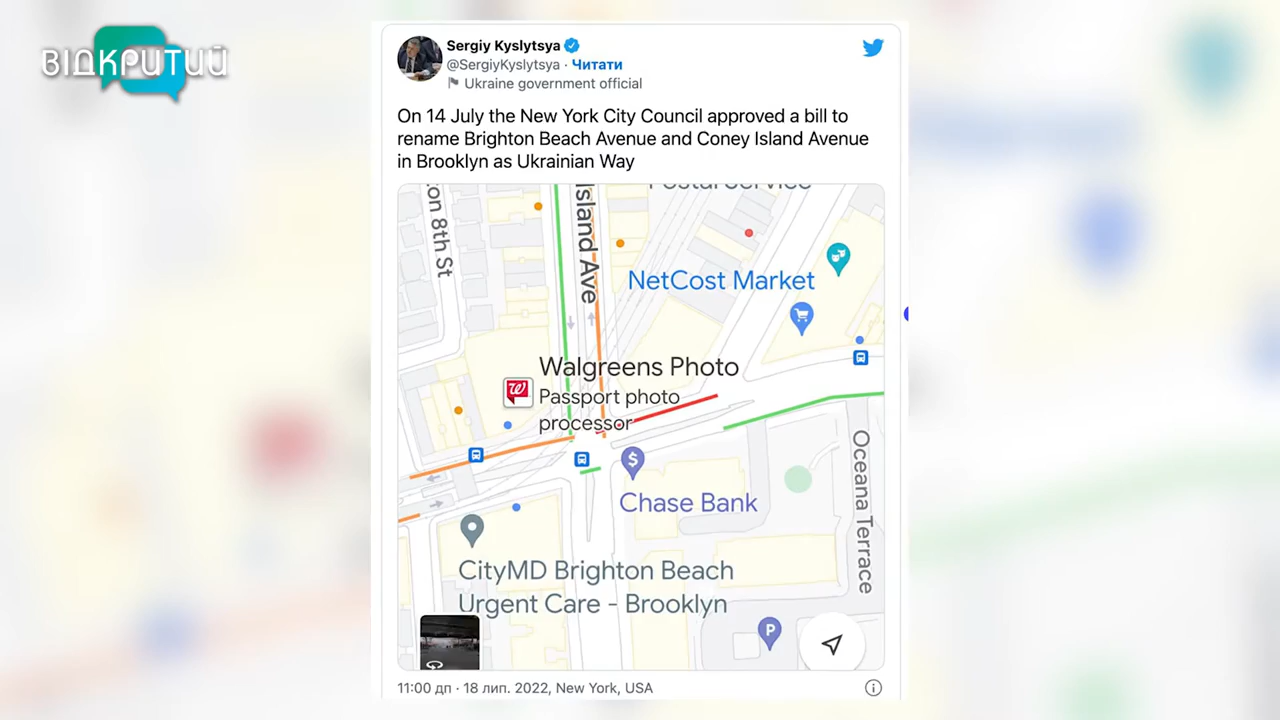 ВІДКРИТИЙ
Sergiy Kyslytsya
@SergiyKyslytsya · Читати
Ukraine government official
On 14 July the New York City Council approved a bill to
rename Brighton Beach Avenue and Coney Island Avenue
in Brooklyn as Ukrainian Way
Postal Service
on 8th St
Island Ave
NetCost Market
Walgreens Photo
Passport photo
processor
$
Chase Bank
Oceana Terrace
CityMD Brighton Beach
Urgent Care - Brooklyn
P
11:00 дп · 18 лип. 2022, New York, USA